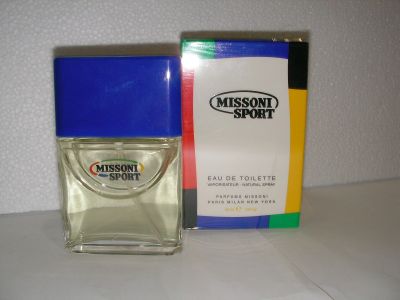 MISSONI
SPORT
MISSONI
SPORT
EAU DE TOILETTE
VAPORISATEUR · NATURAL SPRAY
PARFUMS MISSONI
PARIS MILAN NEW YORK